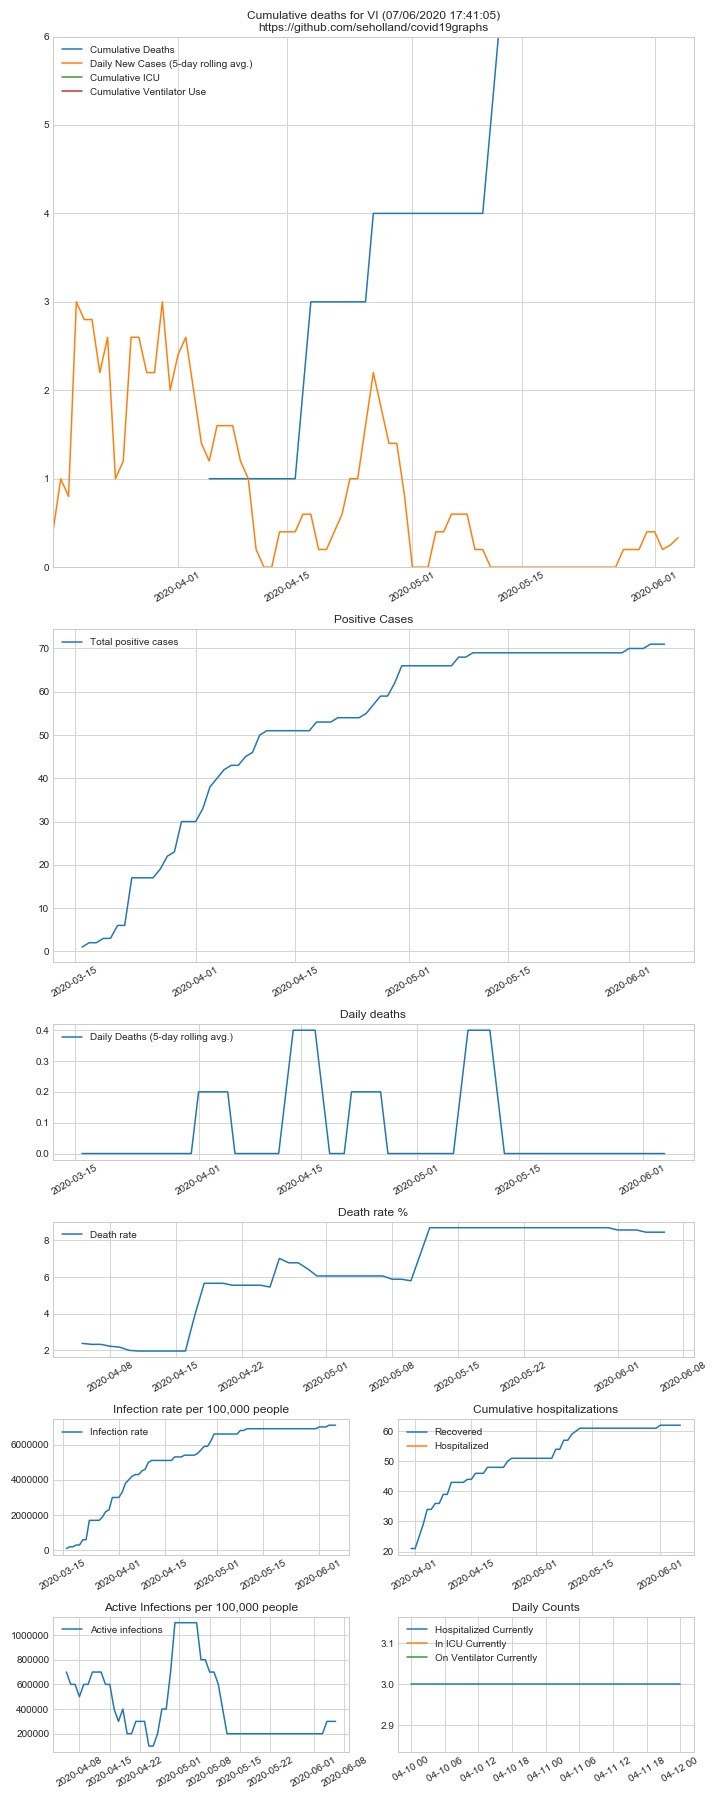 Cumulative deaths for VI (07/06/2020 17:41:05)
https://github.com/seholland/covid19graphs
Cumulative Deaths
Daily New Cases (5-day rolling avg.)
Cumulative ICU
Cumulative Ventilator Use
6
5
4
3
2
1
0
2020-04-01 2020-04-15 2020-05-01 2020-05-15 2020-06-01
Positive Cases
Total positive cases
70
60
50
40
30
20
10
0
2020-03-15 2020-04-01 2020-04-15 2020-05-01 2020-05-15 2020-06-01
Daily deaths
Daily Deaths (5-day rolling avg.)
0.4
0.3
0.2
0.1
0.0
2020-03-15 2020-04-01 2020-04-15 2020-05-01 2020-05-15 2020-06-01
Death rate %
Death rate
8
6
4
2
2020-04-08 2020-04-15 2020-04-22 2020-05-01 2020-05-08 2020-05-15 2020-05-22 2020-06-01 2020-06-08
Infection rate per 100,000 people
Infection rate
6000000
4000000
2000000
0
2020-03-15 2020-04-01 2020-04-15 2020-05-01 2020-05-15 2020-06-01
Cumulative hospitalizations
Recovered
Hospitalized
60
50
40
30
20
2020-04-01 2020-04-15 2020-05-01 2020-05-15 2020-06-01
Active Infections per 100,000 people
Active infections
1000000
800000
600000
400000
200000
2020-04-08 2020-04-15 2020-04-22 2020-05-01 2020-05-08 2020-05-15 2020-05-22 2020-06-01 2020-06-08
Daily Counts
Hospitalized Currently
In ICU Currently
On Ventilator Currently
3.1
3.0
2.9
04-10 00 04-10 06 04-10 12 04-10 18 04-11 00 04-11 06 04-11 12 04-11 18 04-12 00